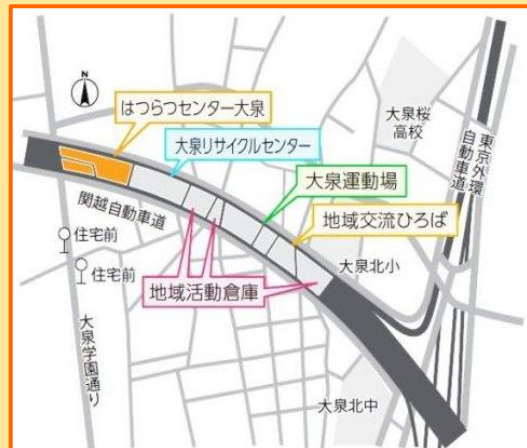 N
はつらつセンター大泉
大泉リサイクルセンター
大泉桜
高校
東京外環
自動車道
大泉運動場
関越自動車道
地域交流ひろば
住宅前
大泉北小
住宅前
地域活動倉庫
大泉学園通り
大泉北中